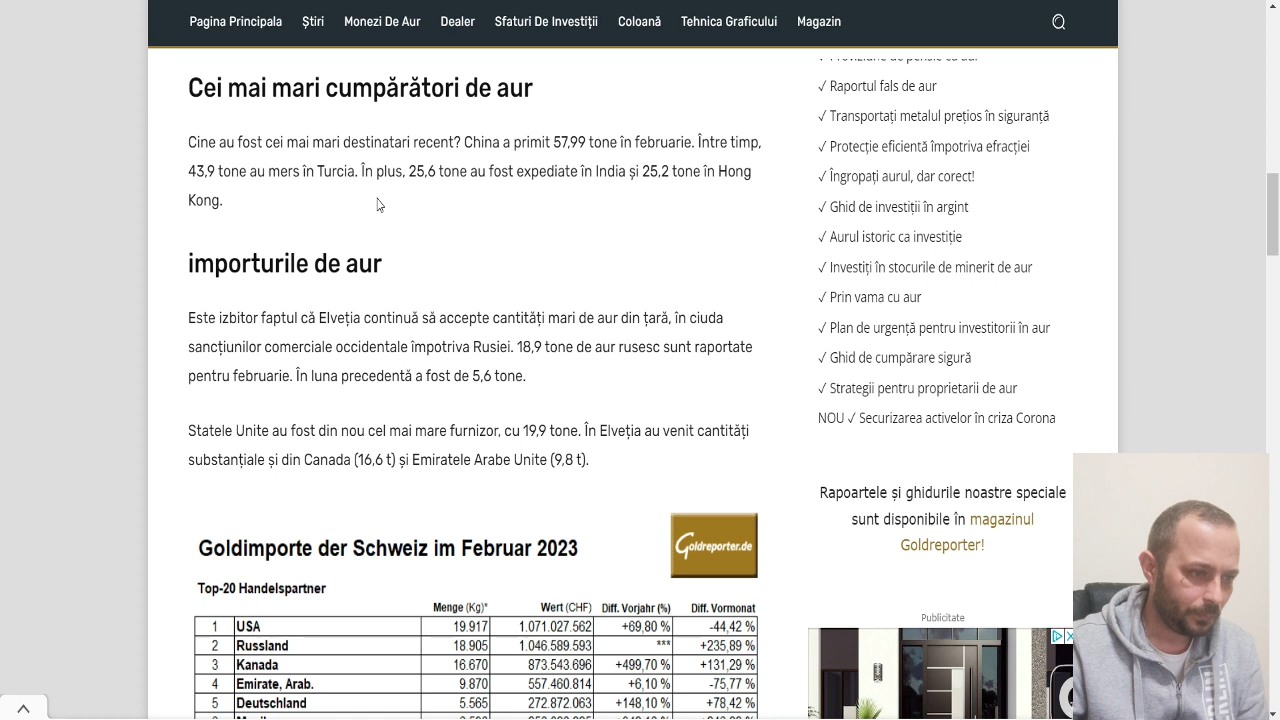 Pagina Principala Știri Monezi De Aur Dealer Sfaturi De Investiții Coloană Tehnica Graficului Magazin
Cei mai mari cumpărători de aur
Cine au fost cei mai mari destinatari recent? China a primit 57,99 tone în februarie. Între timp,
43,9 tone au mers în Turcia. În plus, 25,6 tone au fost expediate în India și 25,2 tone în Hong
Kong.
importurile de aur
Este izbitor faptul că Elveția continuă să accepte cantități mari de aur din țară, în ciuda
sancțiunilor comerciale occidentale împotriva Rusiei. 18,9 tone de aur rusesc sunt raportate
pentru februarie. În luna precedentă a fost de 5,6 tone.
Statele Unite au fost din nou cel mai mare furnizor, cu 19,9 tone. În Elveția au venit cantități
substanțiale și din Canada (16,6 t) și Emiratele Arabe Unite (9,8 t).
Goldreporter.de
Goldimporte der Schweiz im Februar 2023
Top-20 Handelspartner
Menge (Kg)* Wert (CHF) Diff. Vorjahr (%) Diff. Vormonat
1 USA 19.917 1.071.027.562 +69,80 % -44,42 %
2 Russland 18.905 1.046.589.593 *** +235,89 %
3 Kanada 16.670 873.543.696 +499,70 % +131,29 %
4 Emirate, Arab. 9.870 557.460.814 +6,10 % -75,77 %
5 Deutschland 5.565 272.872.063 +148,10 % +78,42 %
√ Raportul fals de aur
√ Transportați metalul prețios în siguranță
√ Protecție eficientă împotriva efracției
√ Îngropați aurul, dar corect!
√ Ghid de investiții în argint
√ Aurul istoric ca investiție
√ Investiți în stocurile de minerit de aur
√ Prin vama cu aur
√ Plan de urgență pentru investitorii în aur
√ Ghid de cumpărare sigură
√ Strategii pentru proprietarii de aur
NOU √ Securizarea activelor în criza Corona
Rapoartele și ghidurile noastre speciale
sunt disponibile în magazinul
Goldreporter!
Publicitate